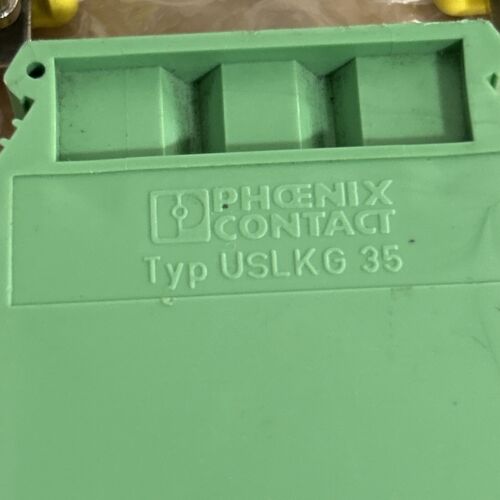 PHŒNIX
CONTACT
Typ USLKG 35